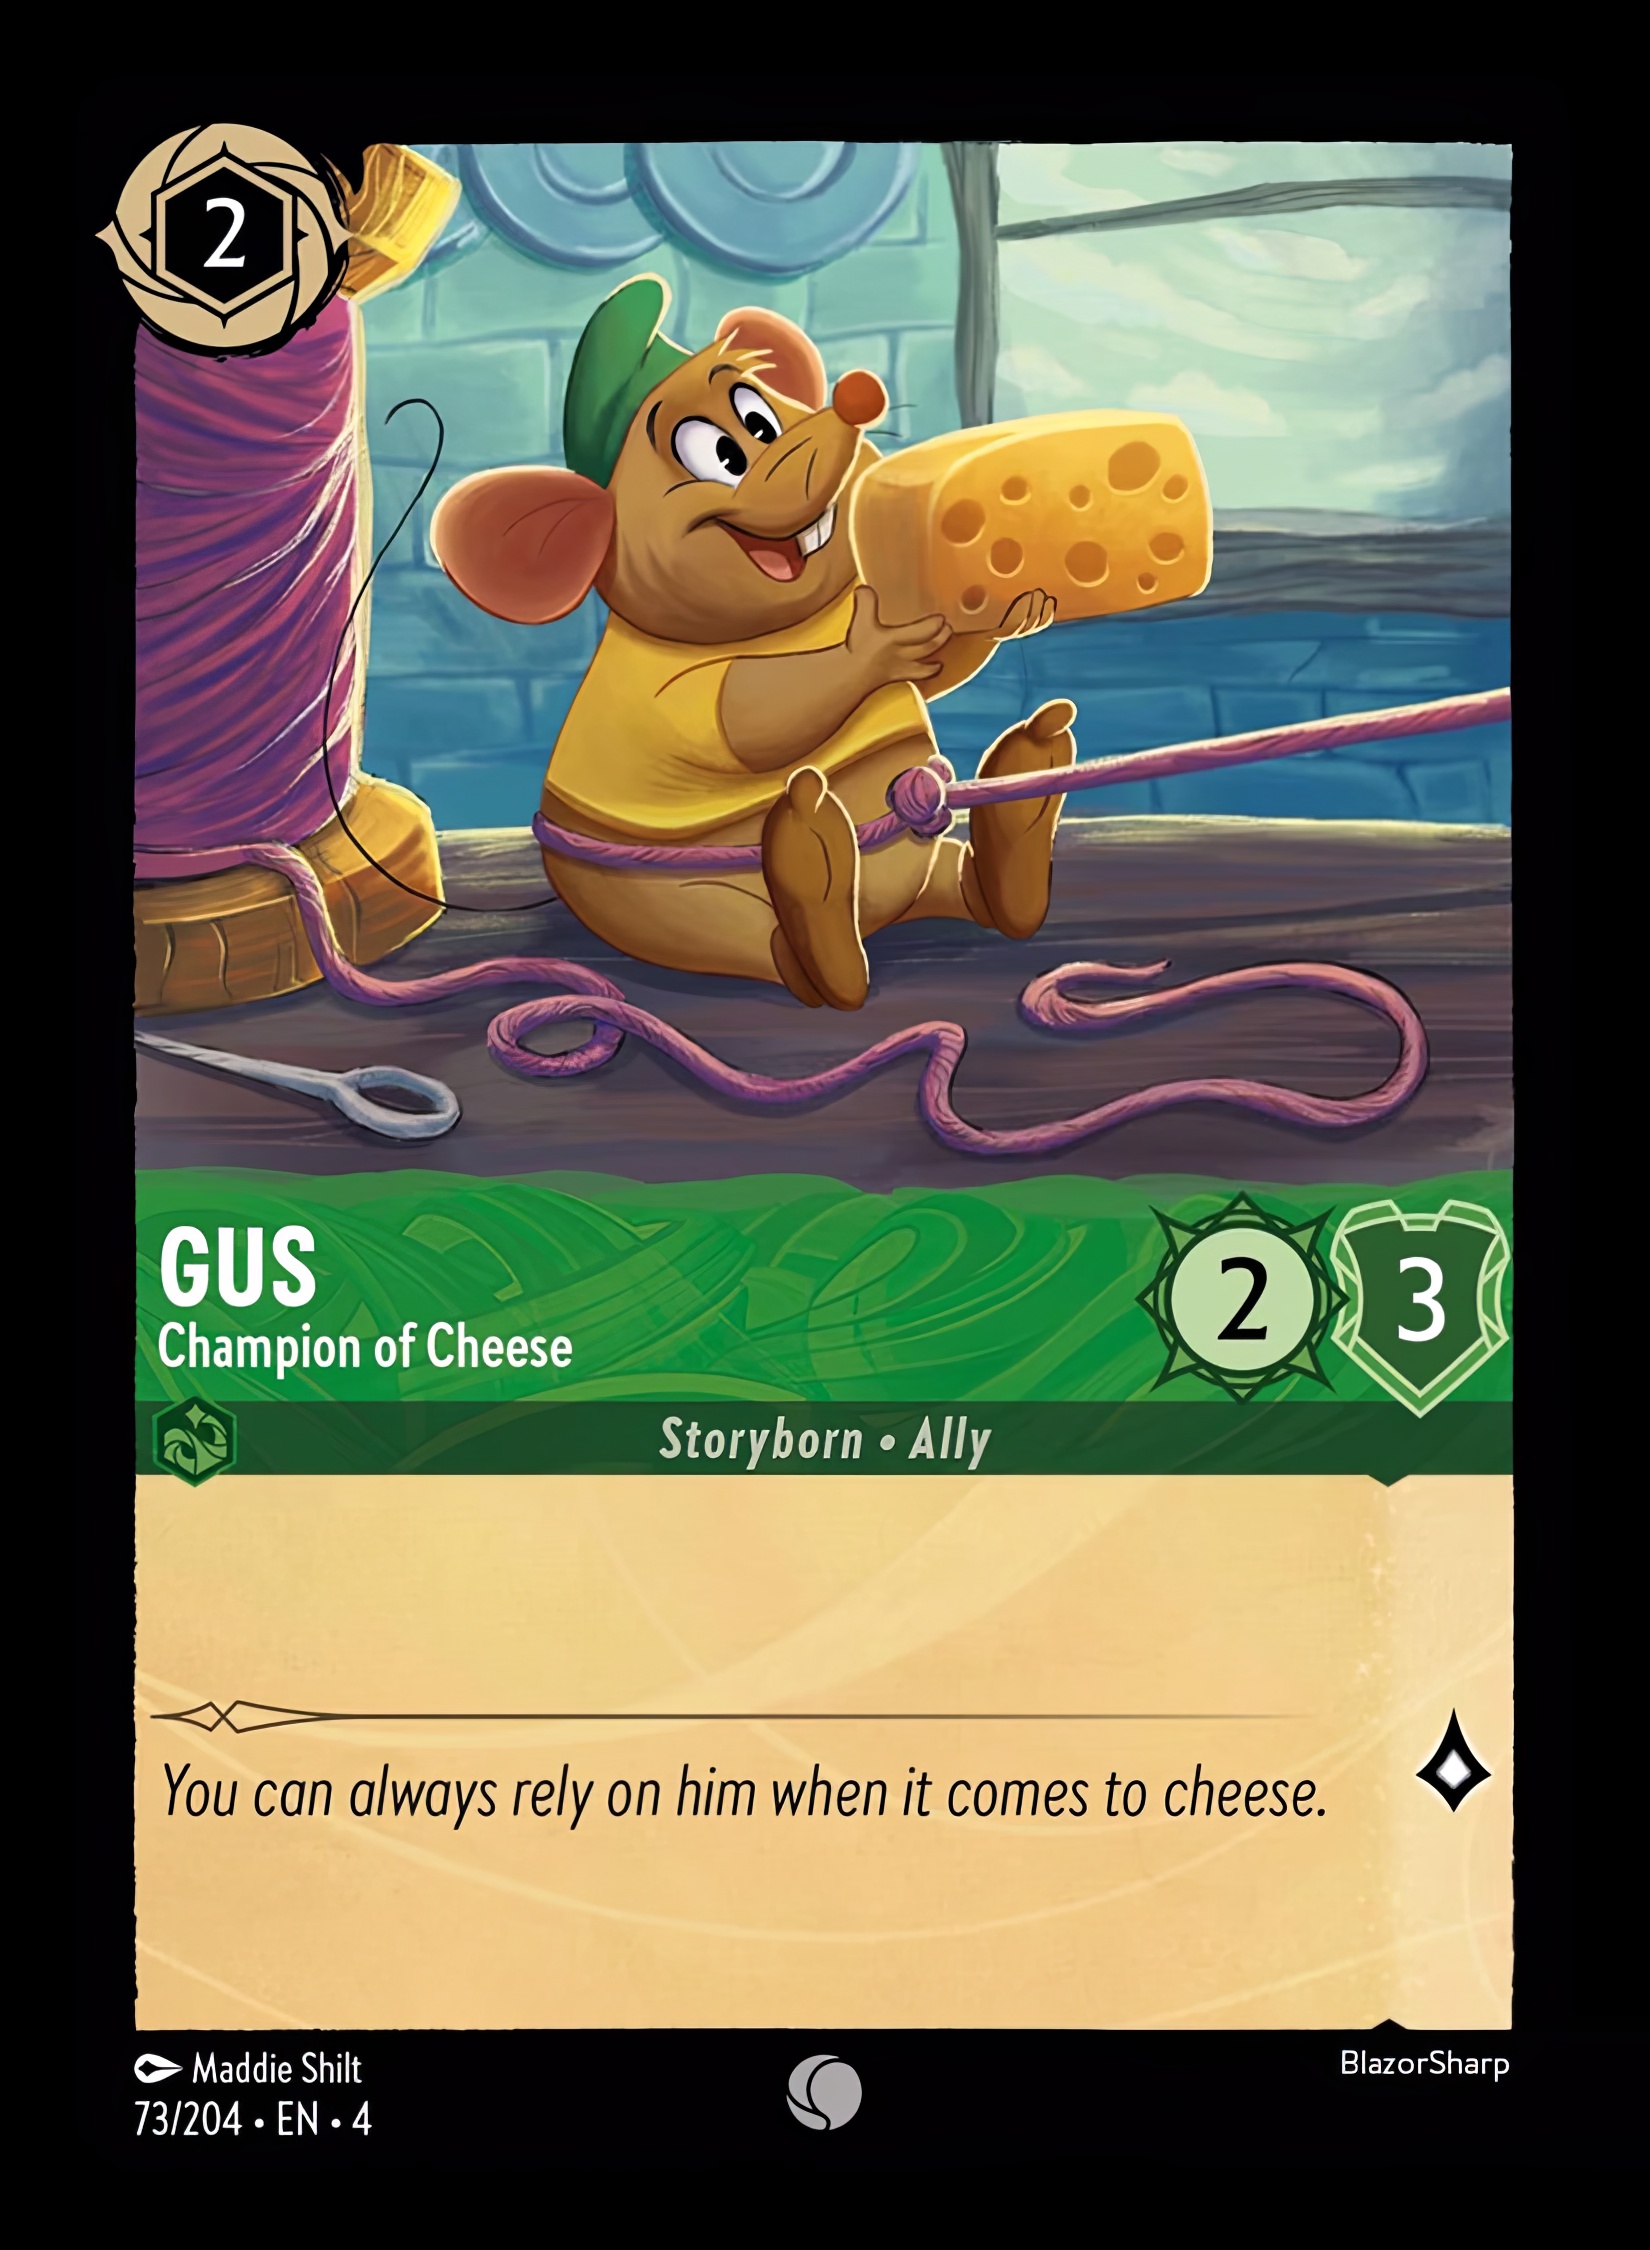 2
GUS
Champion of Cheese
2 3
Storyborn • Ally
You can always rely on him when it comes to cheese.
Maddie Shilt
73/204 • EN • 4
BlazorSharp